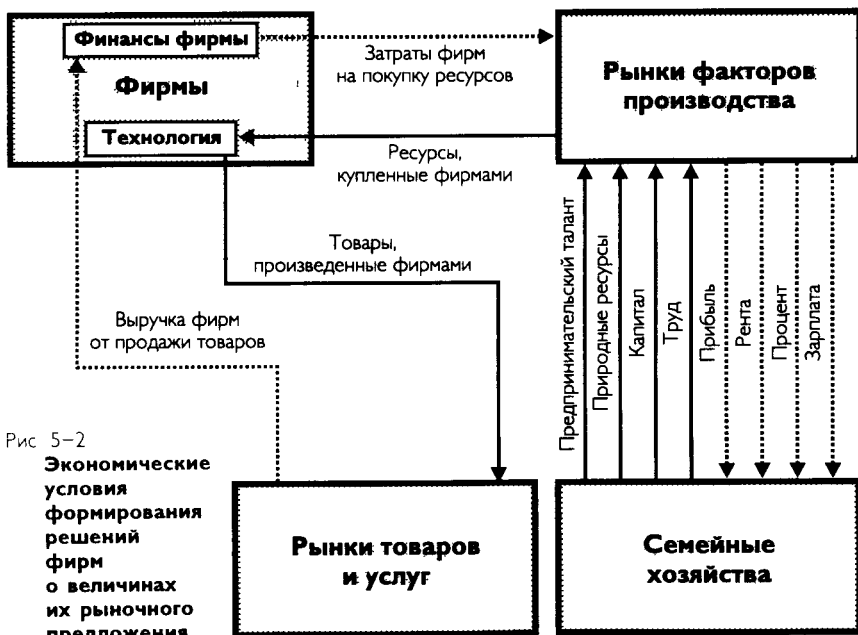 Финансы фирмы
Фирмы
Технология
Затраты фирм
на покупку ресурсов
Рынки факторов
производства
Ресурсы,
купленные фирмами
Товары,
произведенные фирмами
Выручка фирм
от продажи товаров
Предпринимательский талант
Природные ресурсы
Капитал
Труд
Прибыль
Рента
Процент
Зарплата
Рис 5-2
Экономические
условия
формирования
решений
фирм
о величинах
их рыночного
предложения
Рынки товаров
и услуг
Семейные
хозяйства